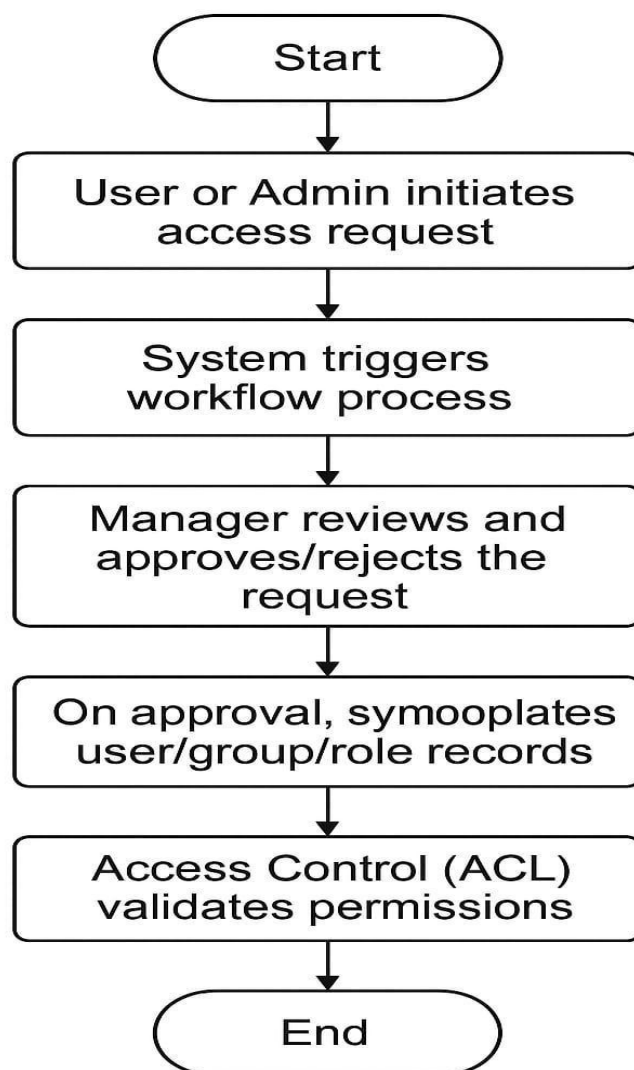 Start
User or Admin initiates
access request
System triggers
workflow process
Manager reviews and
approves/rejects the
request
On approval, symooplates
user/group/role records
Access Control (ACL)
validates permissions
End